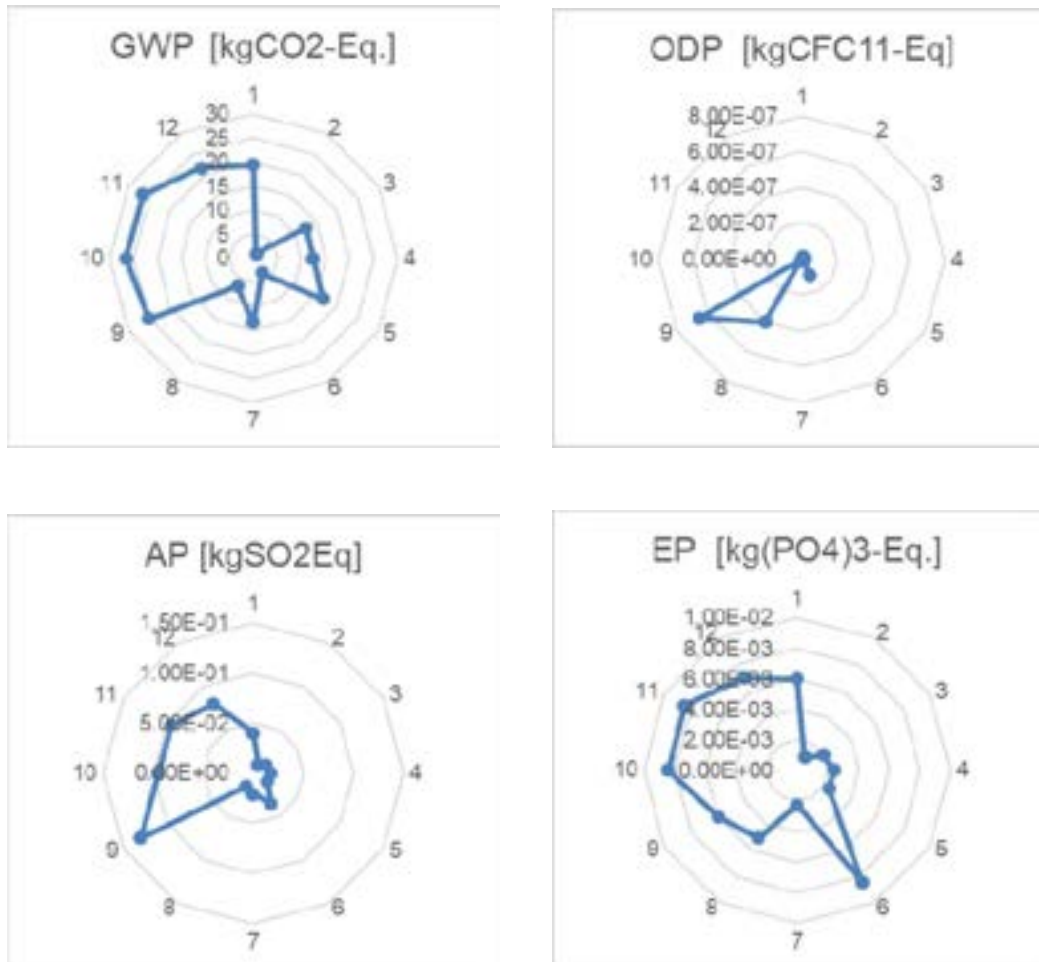 GWP [kgCO2-Eq.]
1
2
3
4
5
6
7
8
9
10
11
12
30
25
20
15
10
5
0
ODP [kgCFC11-Eq]
1
2
3
4
5
6
7
8
9
10
11
12
8.00E-07
6.00E-07
4.00E-07
2.00E-07
0.00E+00
AP [kgSO2Eq]
1
2
3
4
5
6
7
8
9
10
11
12
1.50E-01
1.00E-01
5.00E-02
0.00E+00
EP [kg(PO4)3-Eq.]
1
2
3
4
5
6
7
8
9
10
11
12
1.00E-02
8.00E-03
6.00E-03
4.00E-03
2.00E-03
0.00E+00